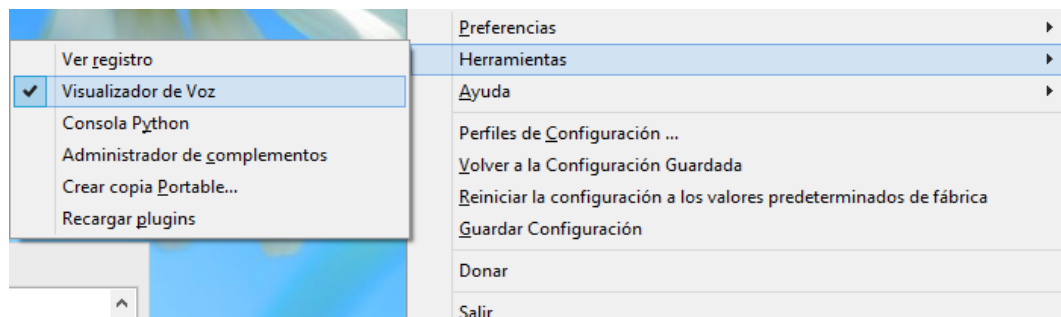 Preferencias
Herramientas
Ayuda
Perfiles de Configuración ...
Volver a la Configuración Guardada
Reiniciar la configuración a los valores predeterminados de fábrica
Guardar Configuración
Donar
Salir
Ver registro
Visualizador de Voz
Consola Python
Administrador de complementos
Crear copia Portable...
Recargar plugins